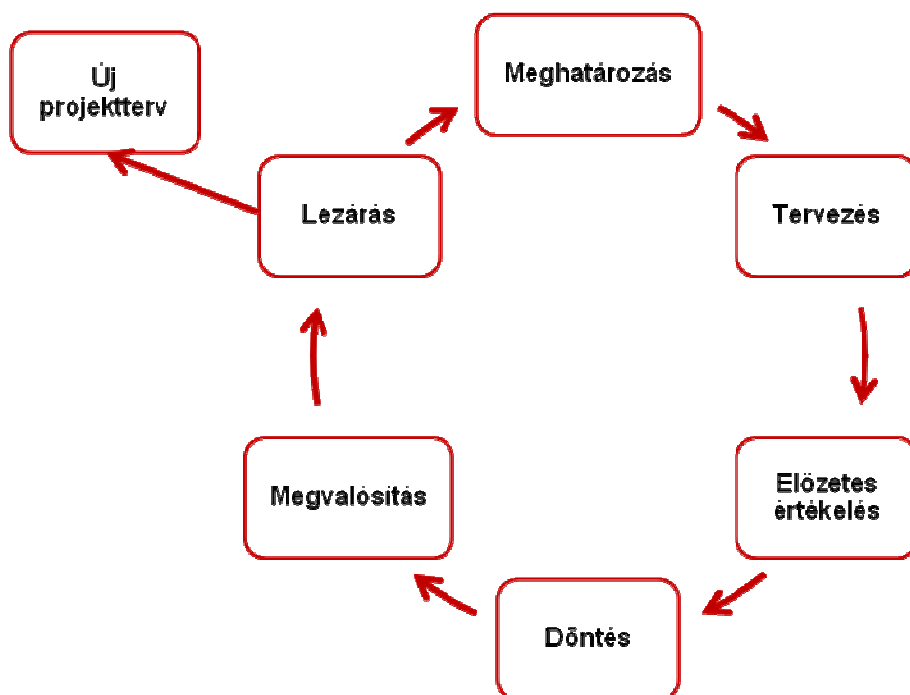 Új
projektterv
Meghatározás
Lezárás
Tervezés
Megvalósítás
Előzetes
értékelés
Döntés